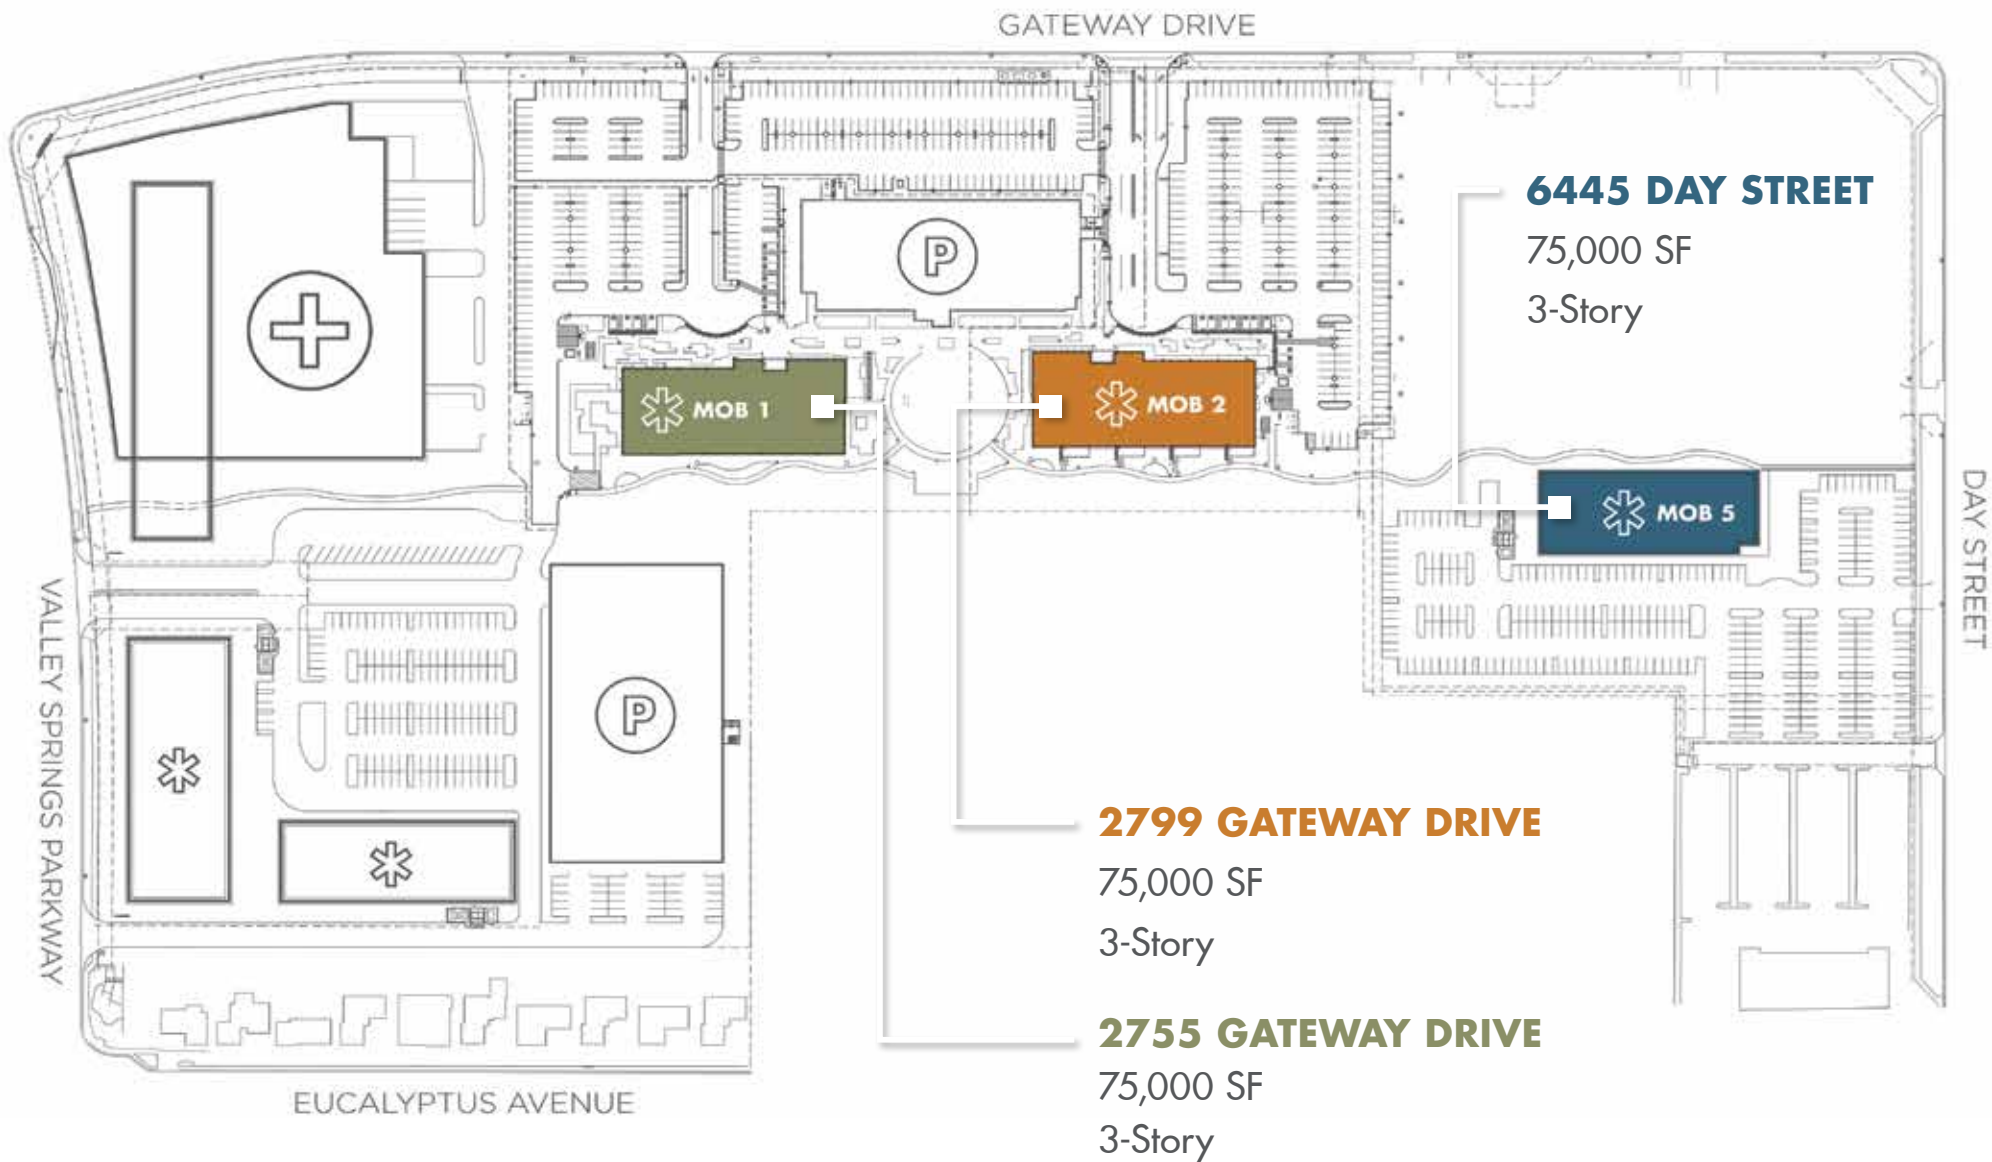 GATEWAY DRIVE
6445 DAY STREET
75,000 SF
3-Story
P
MOB 1
MOB 2
MOB 5
DAY STREET
VALLEY SPRINGS PARKWAY
P
2799 GATEWAY DRIVE
75,000 SF
3-Story
2755 GATEWAY DRIVE
75,000 SF
3-Story
EUCALYPTUS AVENUE